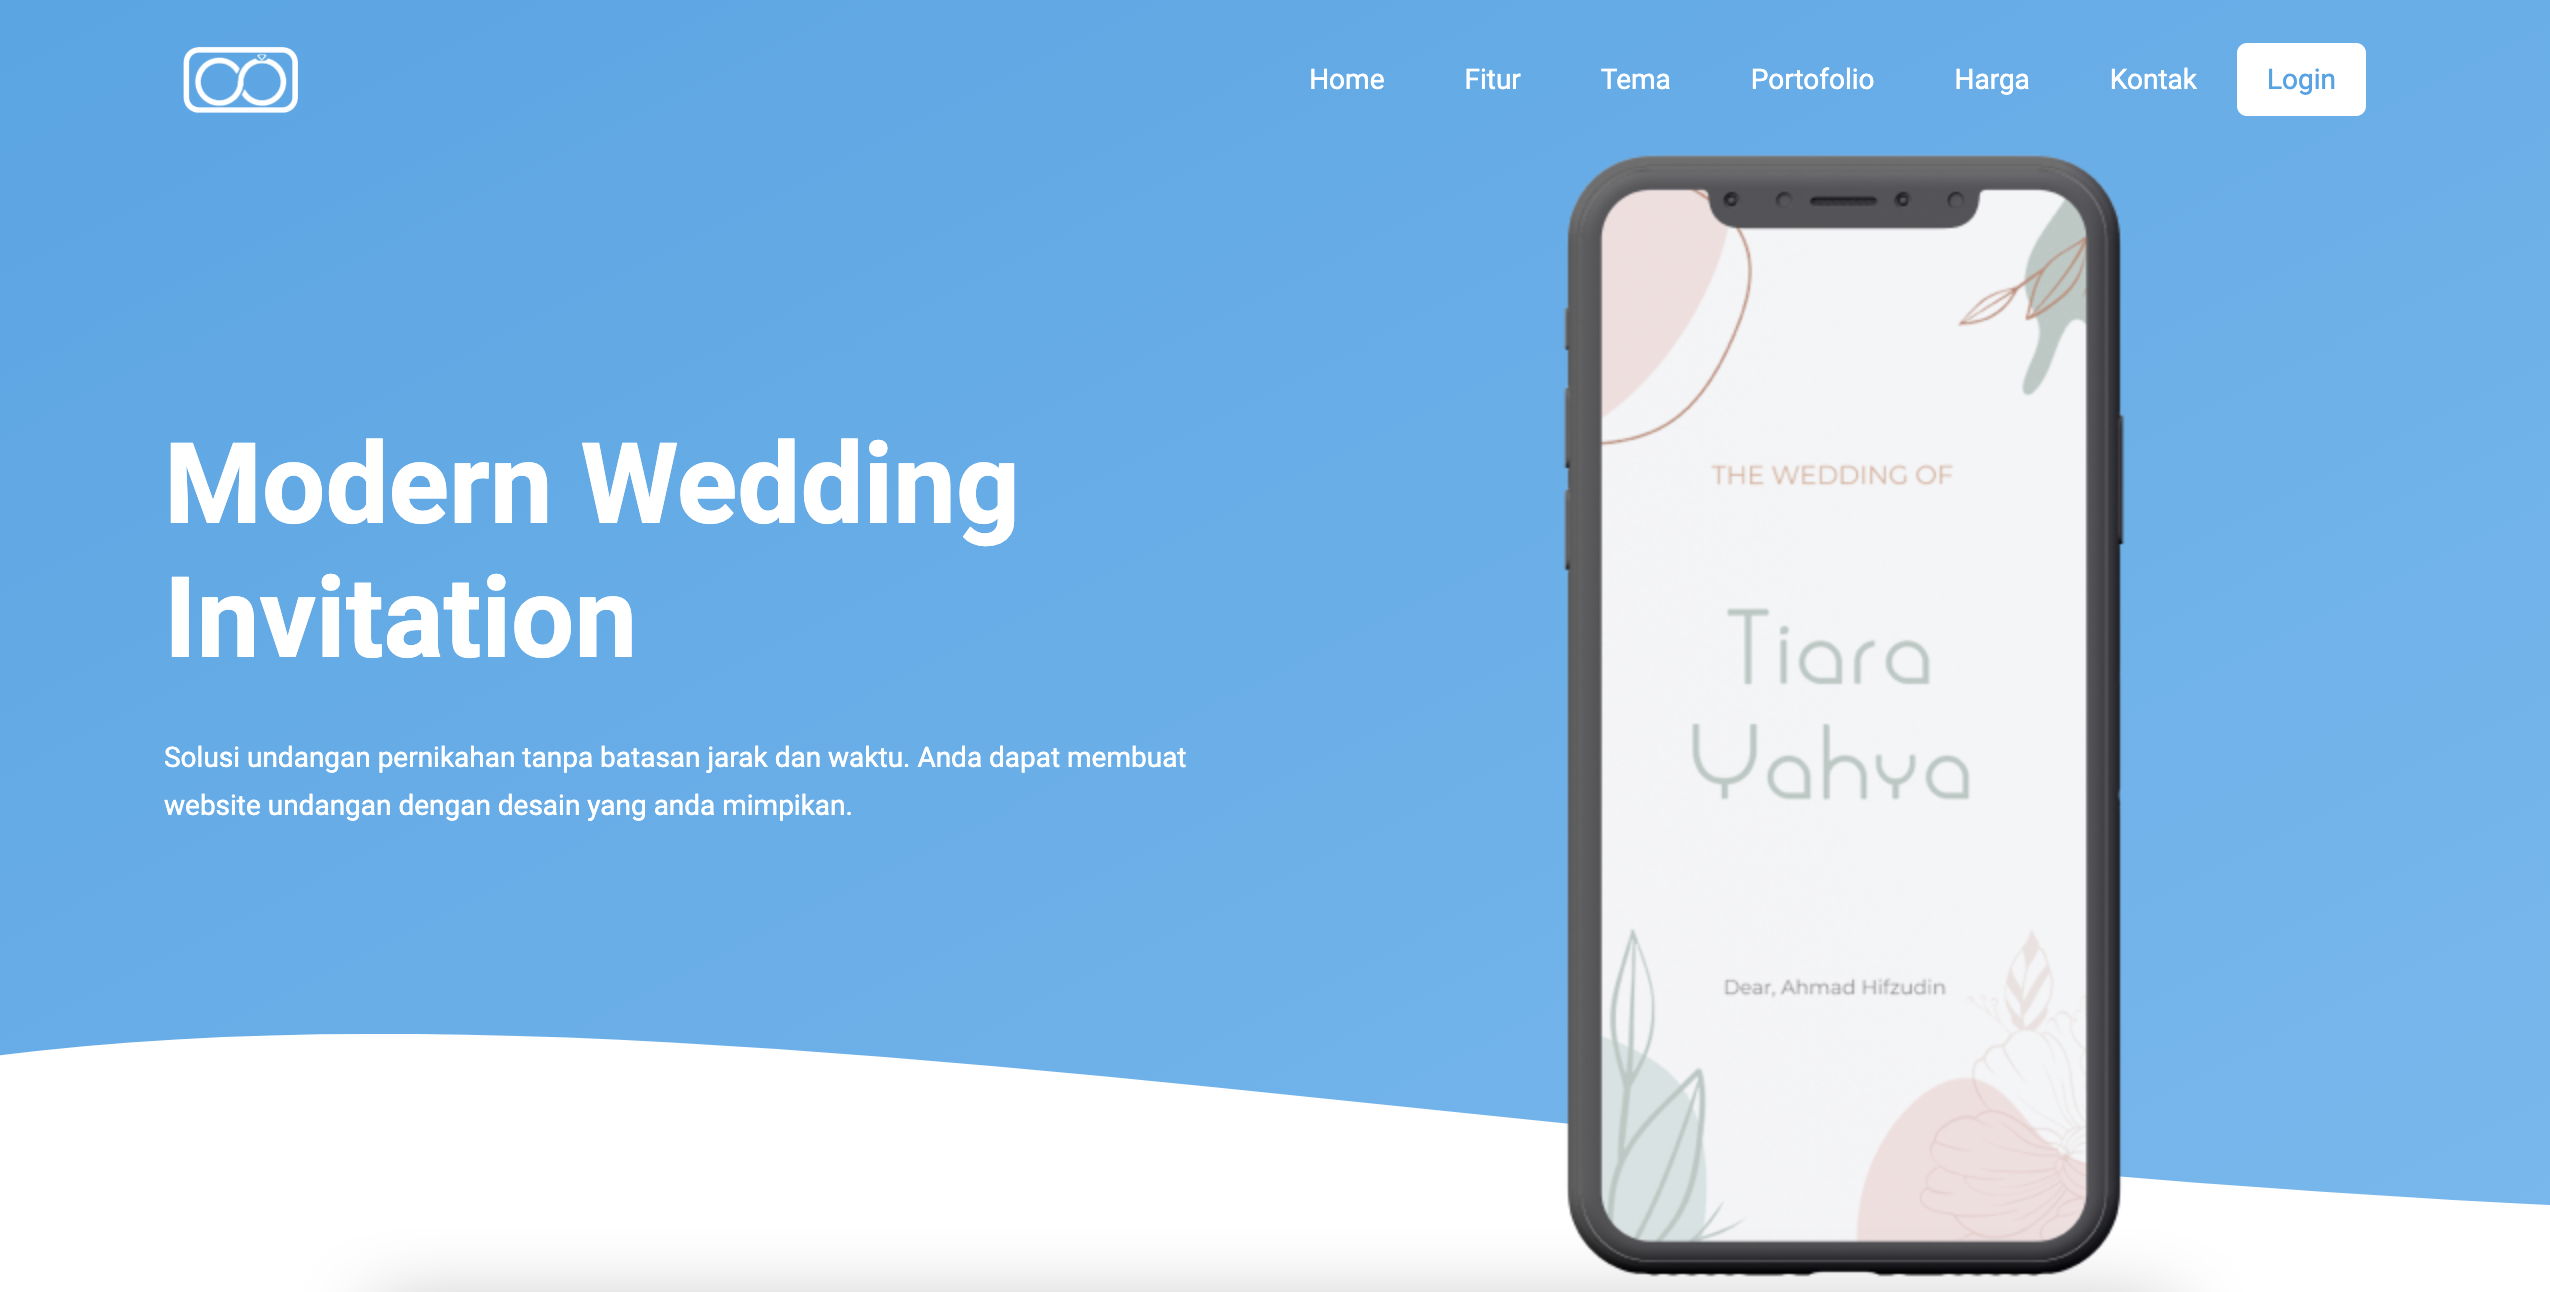 Home Fitur Tema Portofolio Harga Kontak Login
Modern Wedding
Invitation
Solusi undangan pernikahan tanpa batasan jarak dan waktu. Anda dapat membuat
website undangan dengan desain yang anda mimpikan.
THE WEDDING OF
Tiara
Yahya
Dear, Ahmad Hifzudin